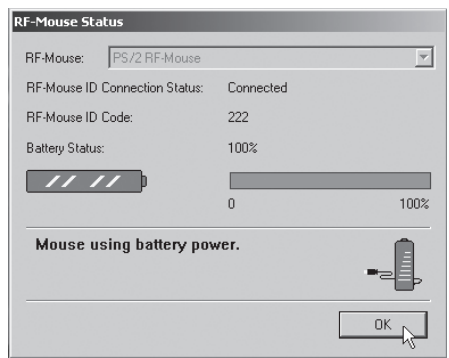 RF-Mouse Status
RF-Mouse: PS/2 RF-Mouse
RF-Mouse ID Connection Status: Connected
RF-Mouse ID Code: 222
Battery Status: 100%
0 100%
Mouse using battery power.
OK